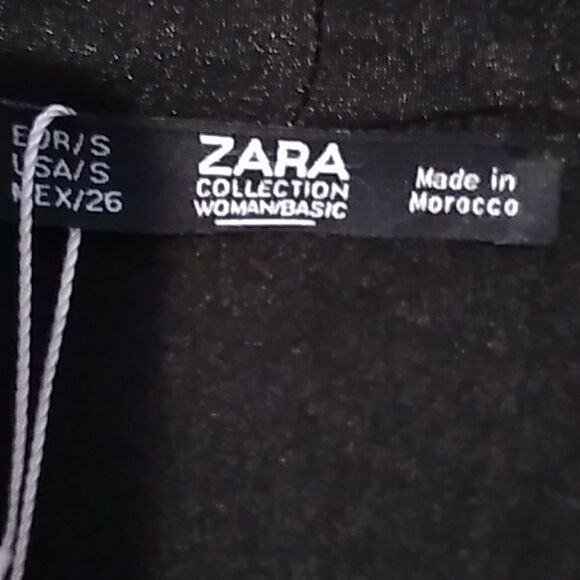 EUR/S
USA/S
MEX/26
ZARA
COLLECTION
WOMAN/BASIC
Made in
Morocco